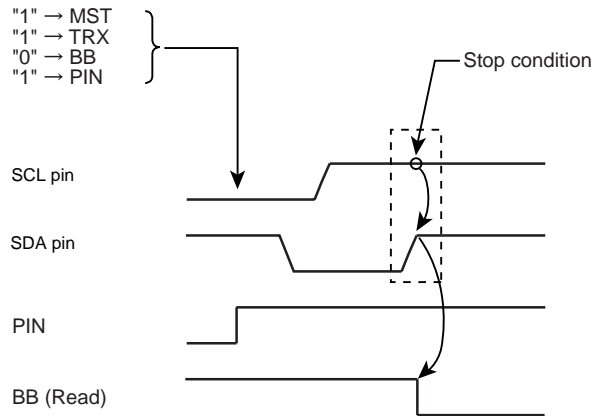 "1" → MST
"1" → TRX
"0" → BB
"1" → PIN
Stop condition
SCL pin
SDA pin
PIN
BB (Read)